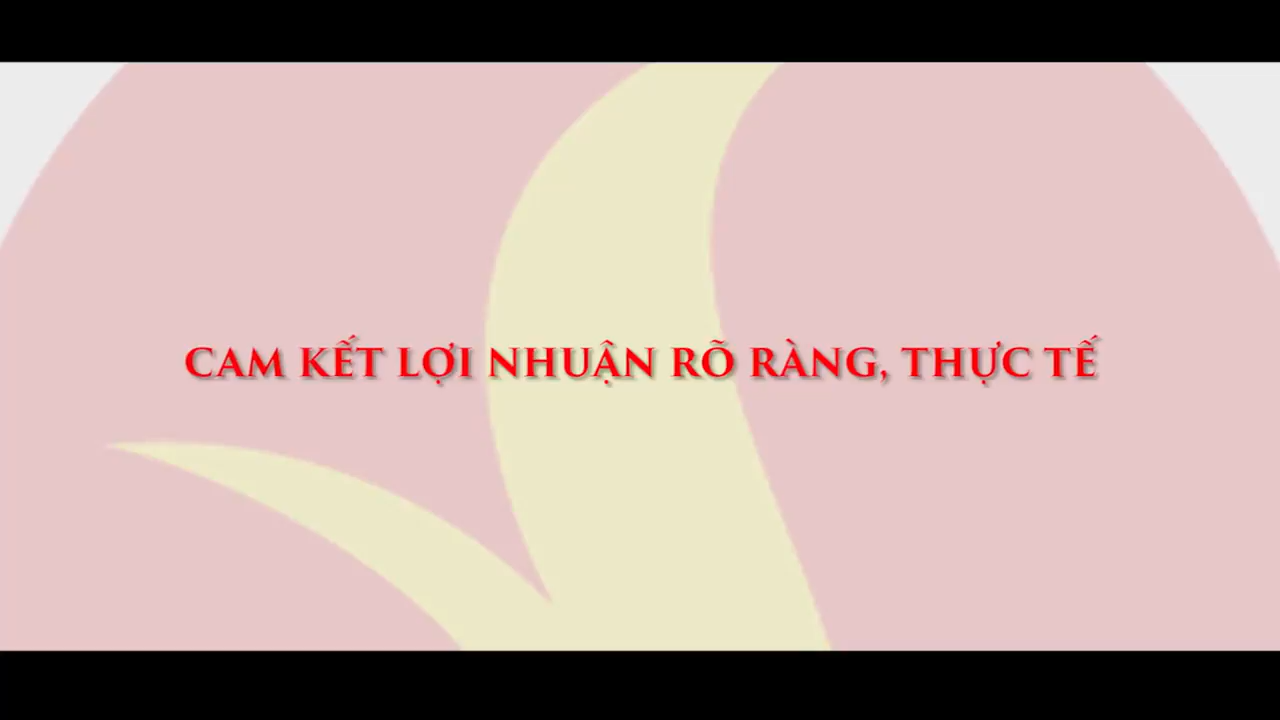 CAM KẾT LỢI NHUẬN RÕ RÀNG, THỰC TẾ